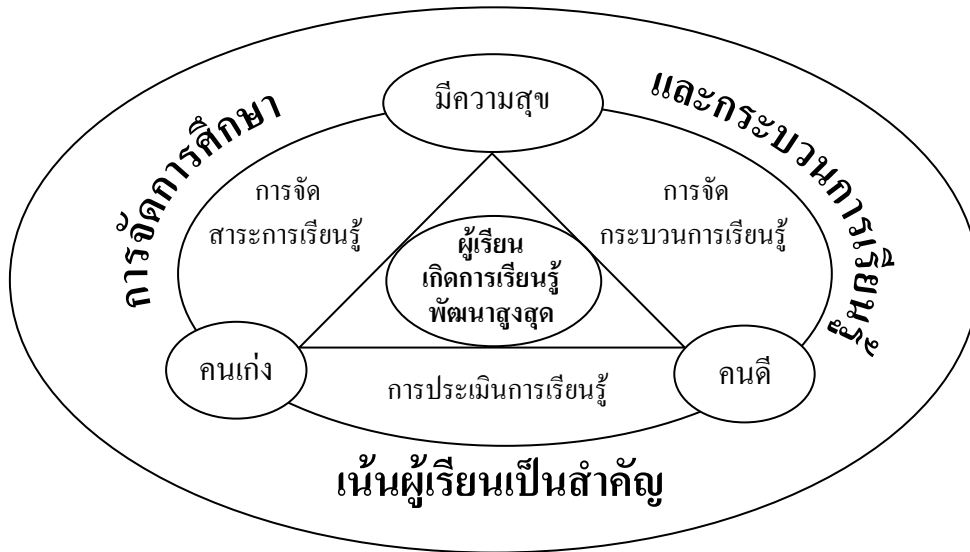 การจัดการศึกษา
และกระบวนการเรียนรู้
มีความสุข
การจัด
สาระการเรียนรู้
การจัด
กระบวนการเรียนรู้
ผู้เรียน
เกิดการเรียนรู้
พัฒนาสูงสุด
คนเก่ง
คนดี
การประเมินการเรียนรู้
เน้นผู้เรียนเป็นสำคัญ